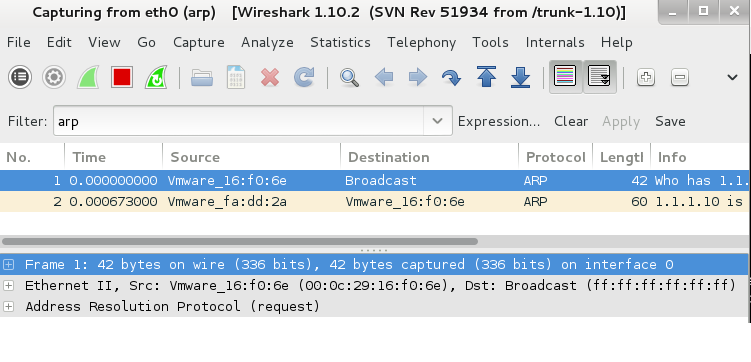 Capturing from eth0 (arp) [Wireshark 1.10.2 (SVN Rev 51934 from /trunk-1.10)]
File Edit View Go Capture Analyze Statistics Telephony Tools Internals Help
Filter: arp Expression... Clear Apply Save
No. Time Source Destination Protocol Lengtl Info
1 0.000000000 Vmware_16:f0:6e Broadcast ARP 42 Who has 1.1.
2 0.000673000 Vmware_fa:dd:2a Vmware_16:f0:6e ARP 60 1.1.1.10 is
Frame 1: 42 bytes on wire (336 bits), 42 bytes captured (336 bits) on interface 0
Ethernet II, Src: Vmware_16:f0:6e (00:0c:29:16:f0:6e), Dst: Broadcast (ff:ff:ff:ff:ff:ff)
Address Resolution Protocol (request)